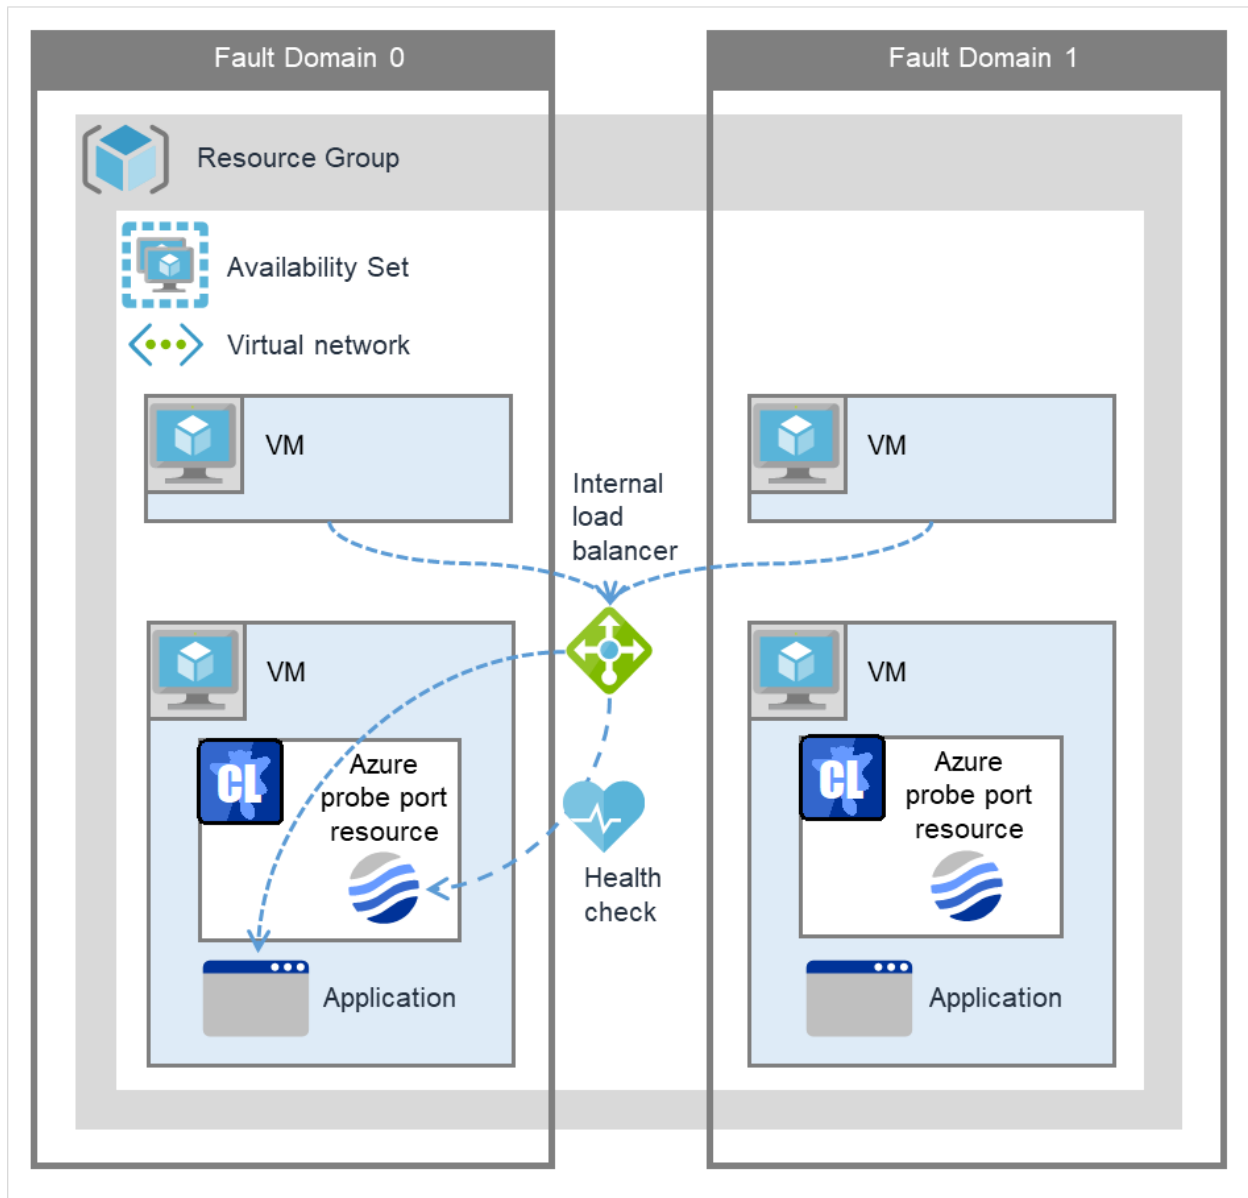 Fault Domain 0
Fault Domain 1
Resource Group
Availability Set
Virtual network
VM
VM
Internal
load
balancer
VM
VM
CL
Azure
probe port
resource
CL
Azure
probe port
resource
Health
check
Application
Application